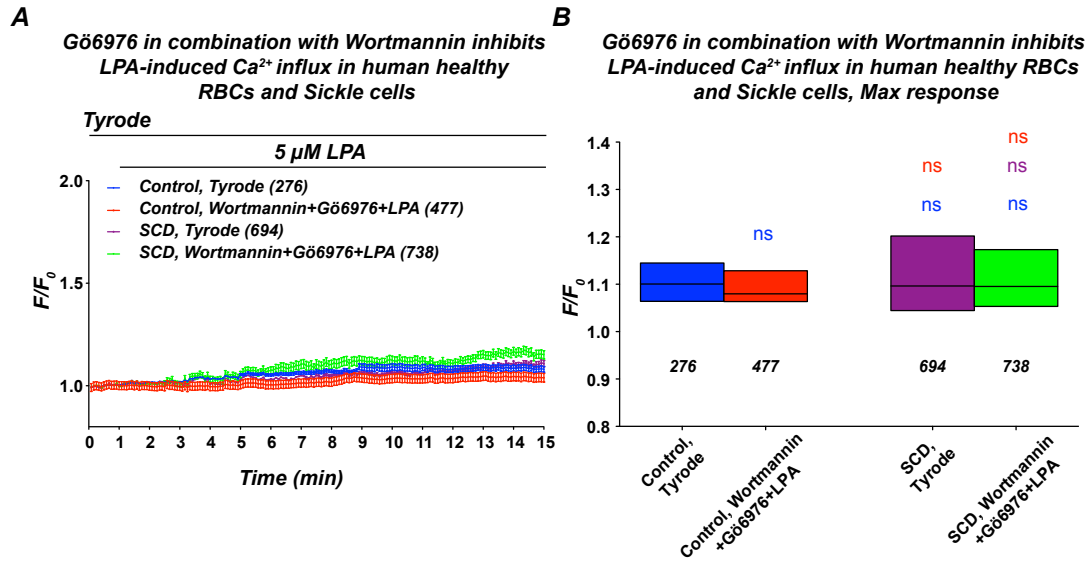 A
Gö6976 in combination with Wortmannin inhibits
LPA-induced Ca²⁺ influx in human healthy
RBCs and Sickle cells
Tyrode
5 µM LPA
2.0
1.5
1.0
F/F₀
Control, Tyrode (276)
Control, Wortmannin+Gö6976+LPA (477)
SCD, Tyrode (694)
SCD, Wortmannin+Gö6976+LPA (738)
0 1 2 3 4 5 6 7 8 9 10 11 12 13 14 15
Time (min)
B
Gö6976 in combination with Wortmannin inhibits
LPA-induced Ca²⁺ influx in human healthy RBCs
and Sickle cells, Max response
1.4
1.3
1.2
1.1
1.0
0.9
0.8
F/F₀
ns
ns
ns
ns
ns
ns
276 477 694 738
Control,
Tyrode
Control, Wortmannin
+Gö6976+LPA
SCD,
Tyrode
SCD, Wortmannin
+Gö6976+LPA